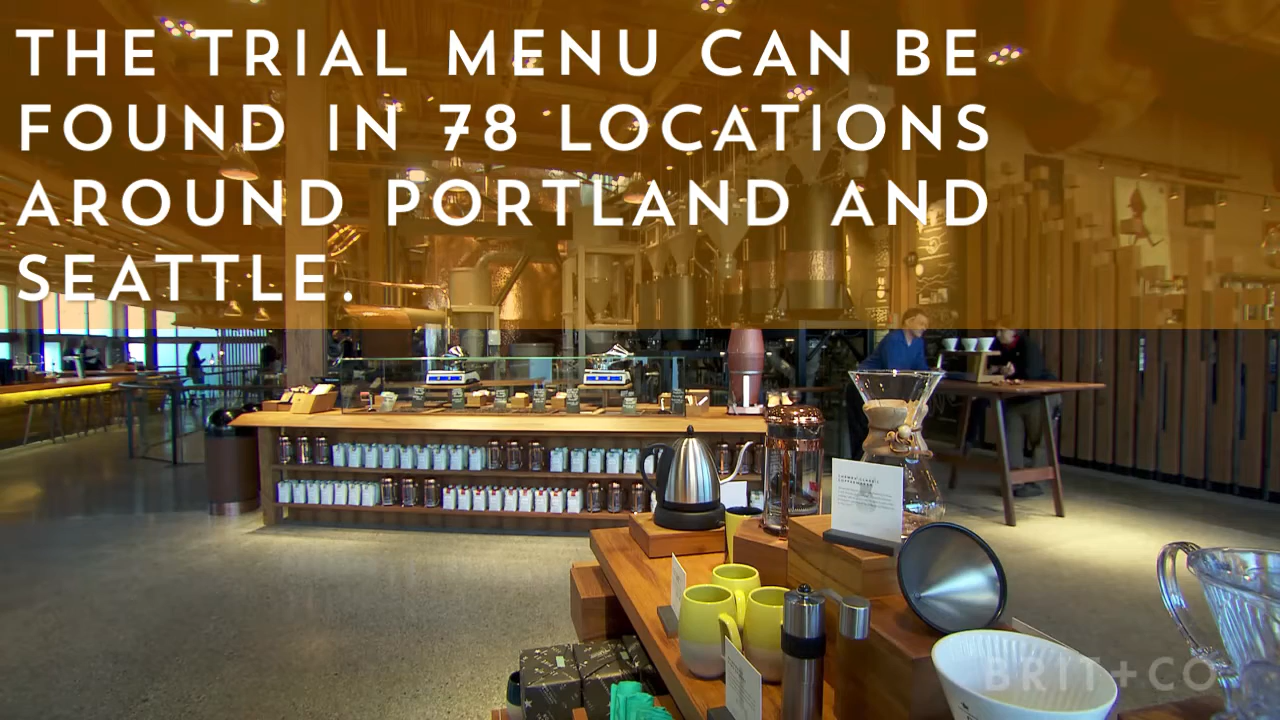 THE TRIAL MENU CAN BE
FOUND IN 78 LOCATIONS
AROUND PORTLAND AND
SEATTLE.
BRIT+CO